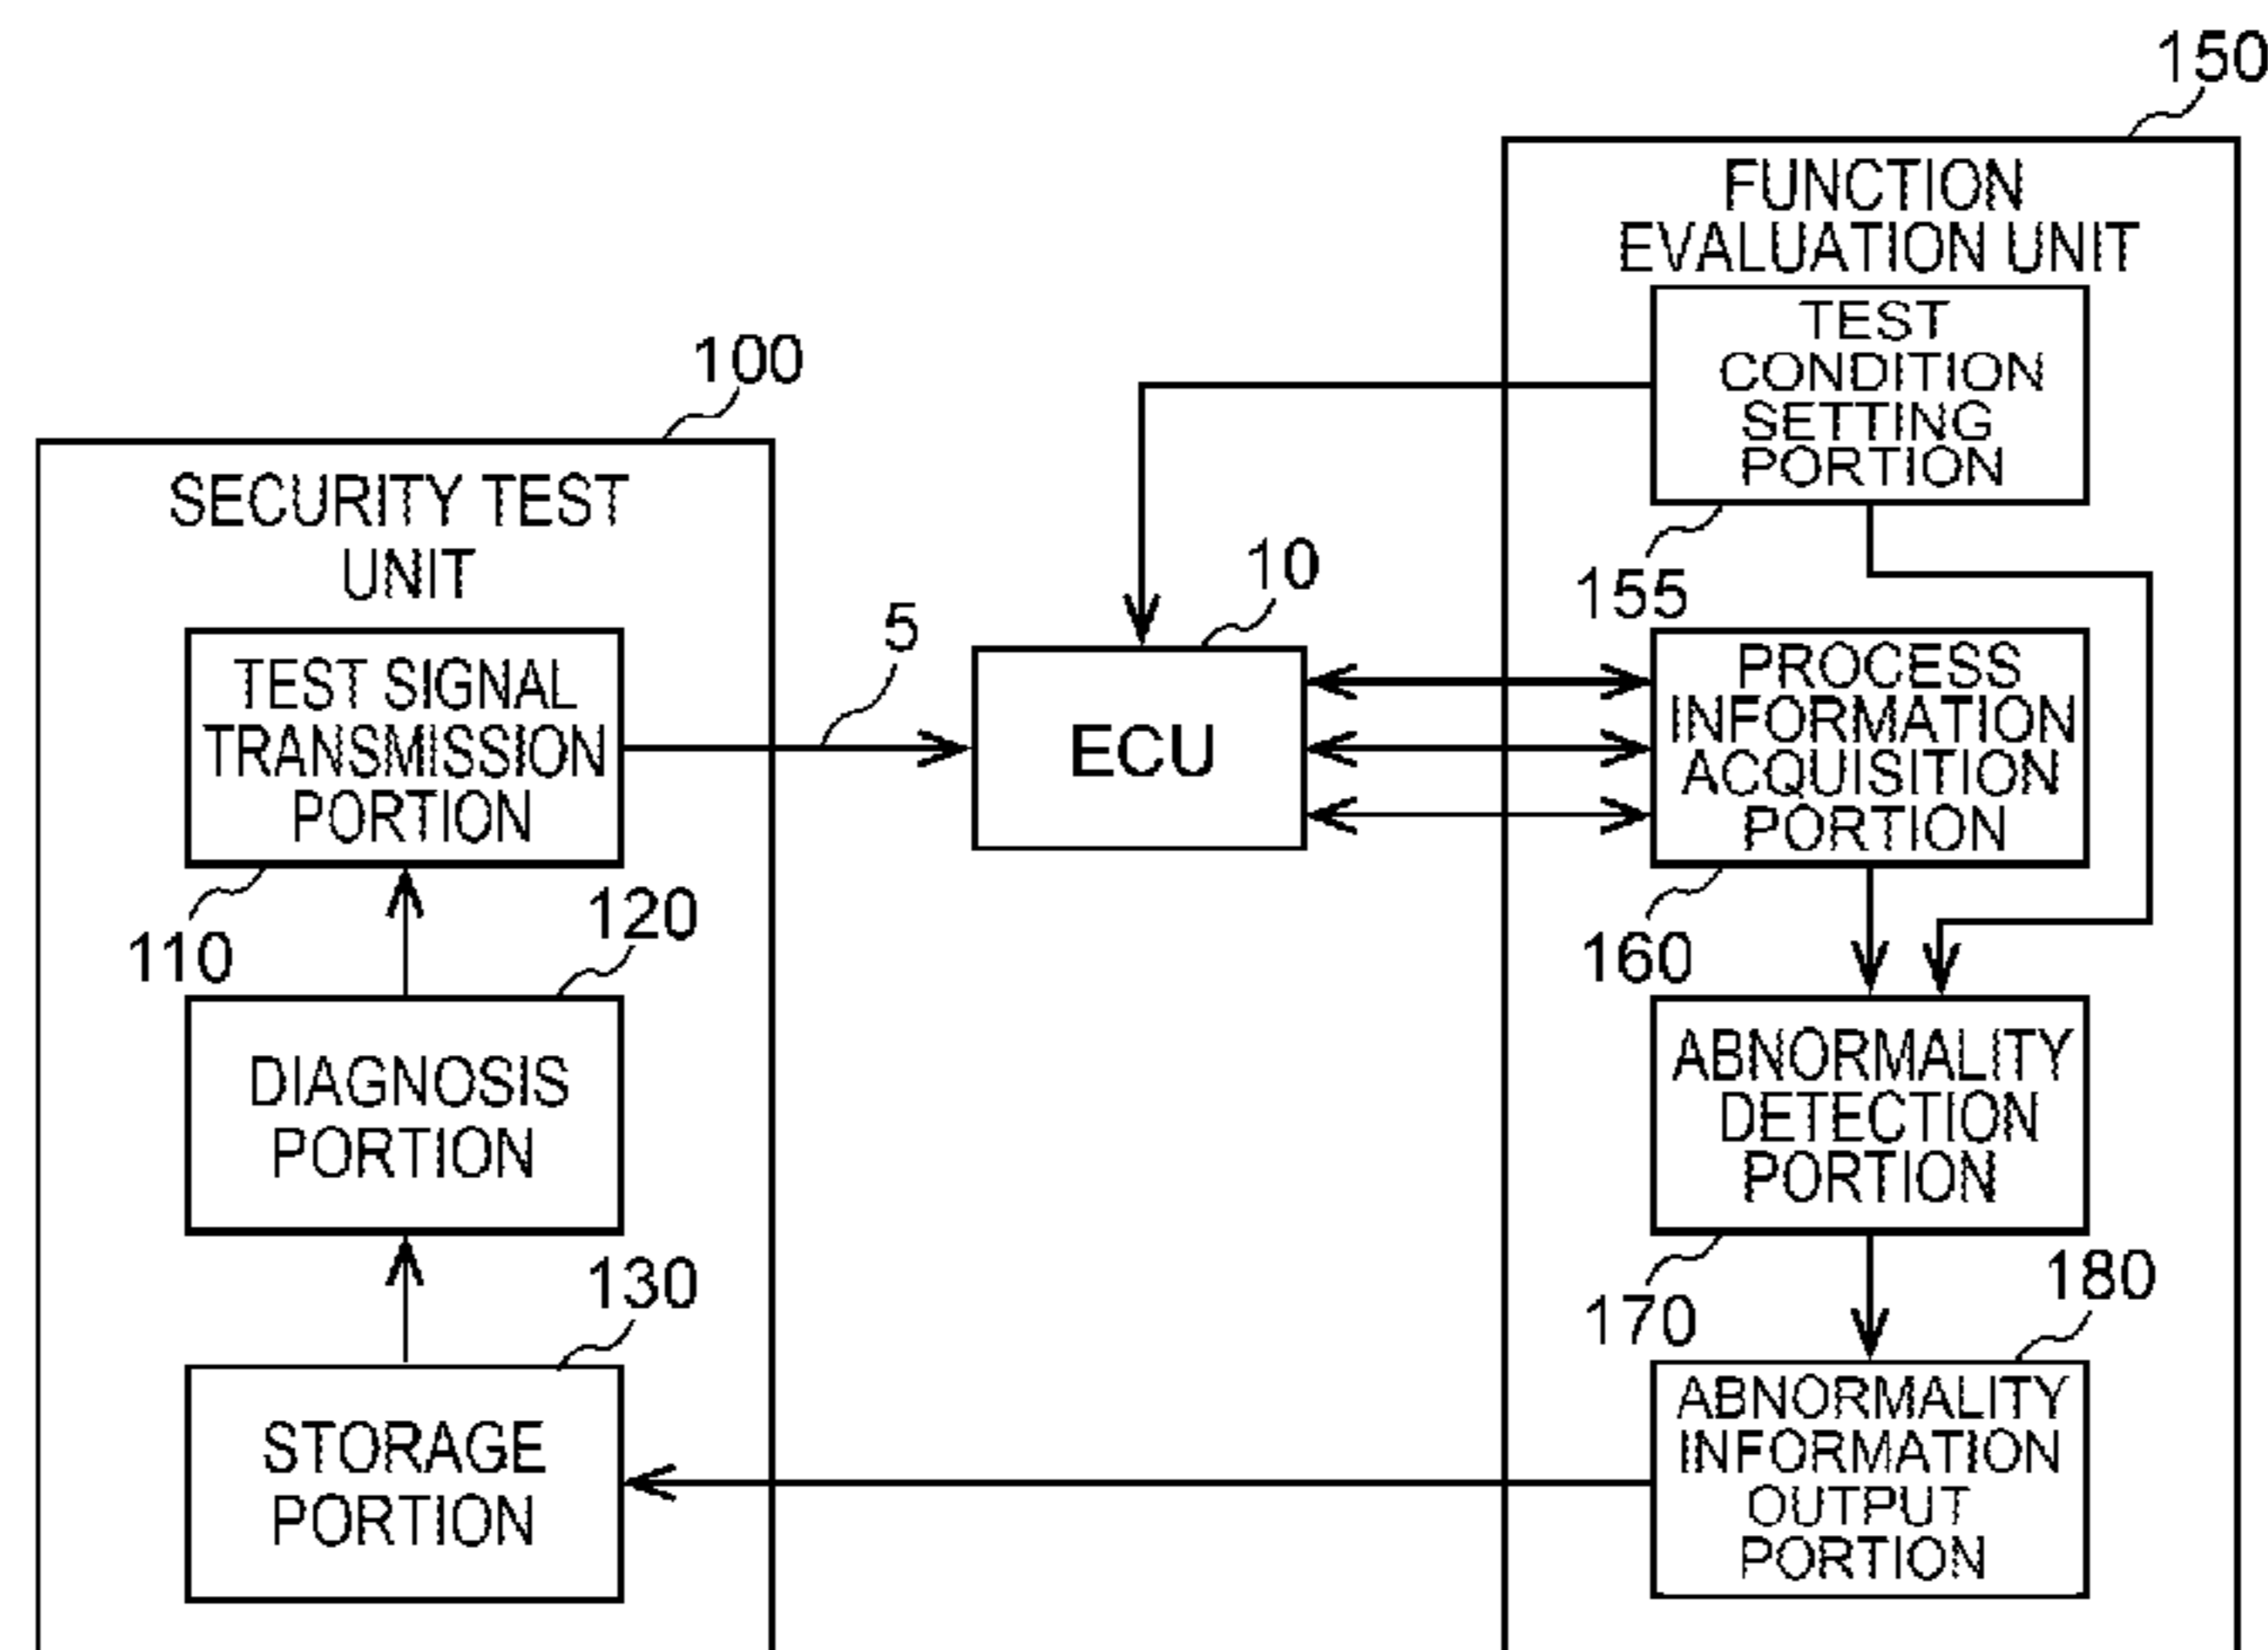 150
FUNCTION
EVALUATION UNIT
TEST
CONDITION
SETTING
PORTION
155
100
SECURITY TEST
UNIT
TEST SIGNAL
TRANSMISSION
PORTION
110
5
10
ECU
PROCESS
INFORMATION
ACQUISITION
PORTION
160
120
DIAGNOSIS
PORTION
ABNORMALITY
DETECTION
PORTION
170
130
STORAGE
PORTION
180
ABNORMALITY
INFORMATION
OUTPUT
PORTION